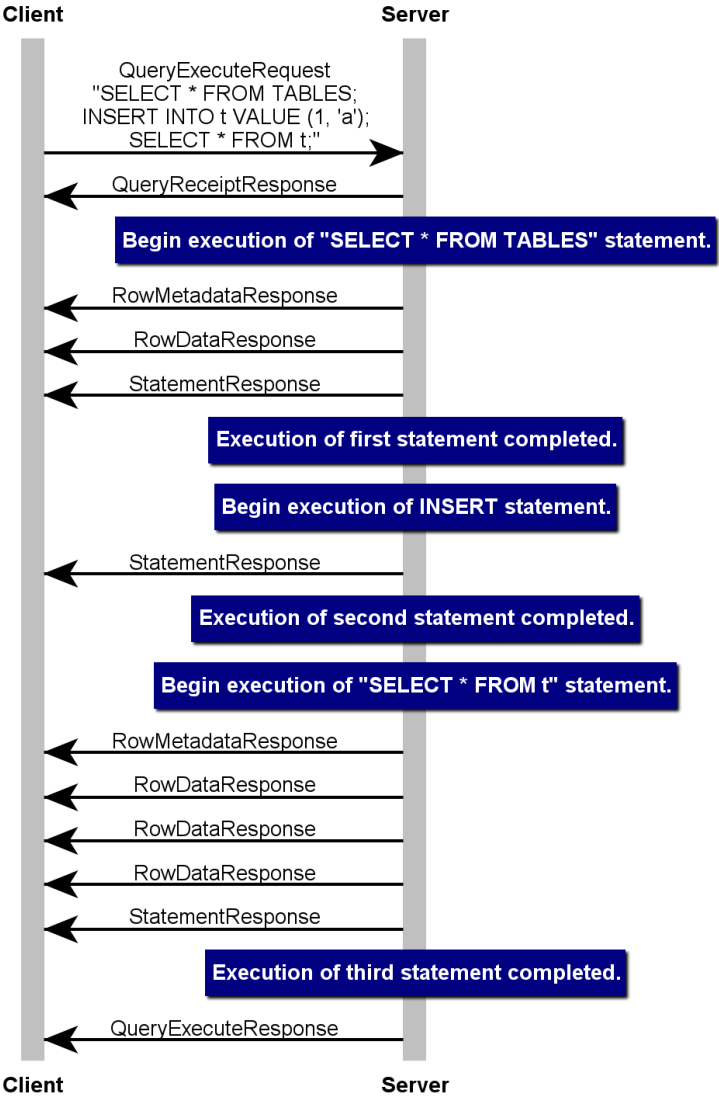 Client Server
QueryExecuteRequest
"SELECT * FROM TABLES;
INSERT INTO t VALUE (1, 'a');
SELECT * FROM t;"
QueryReceiptResponse
Begin execution of "SELECT * FROM TABLES" statement.
RowMetadataResponse
RowDataResponse
StatementResponse
Execution of first statement completed.
Begin execution of INSERT statement.
StatementResponse
Execution of second statement completed.
Begin execution of "SELECT * FROM t" statement.
RowMetadataResponse
RowDataResponse
RowDataResponse
RowDataResponse
StatementResponse
Execution of third statement completed.
QueryExecuteResponse
Client Server